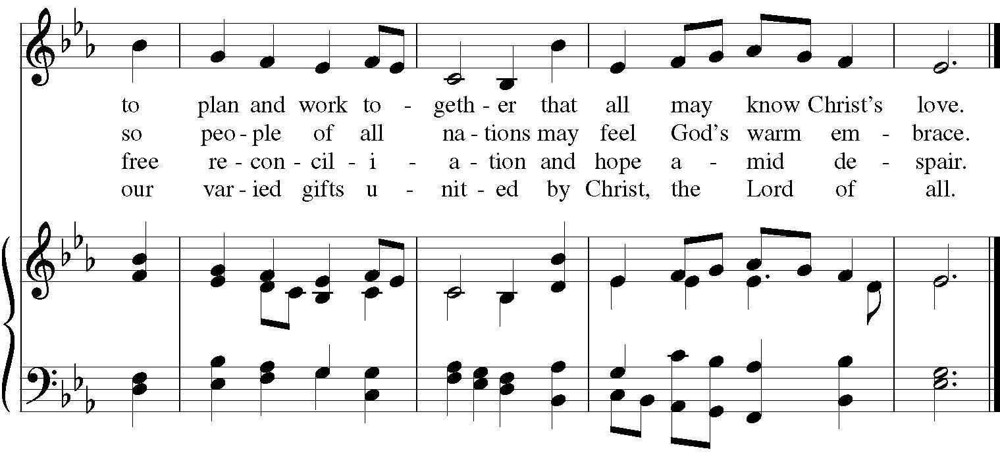 to plan and work to - geth - er that all may know Christ’s love.
so peo - ple of all na - tions may feel God’s warm em - brace.
free re - con - cil - i - a - tion and hope a - mid de - spair.
our var - ied gifts u - nit - ed by Christ, the Lord of all.